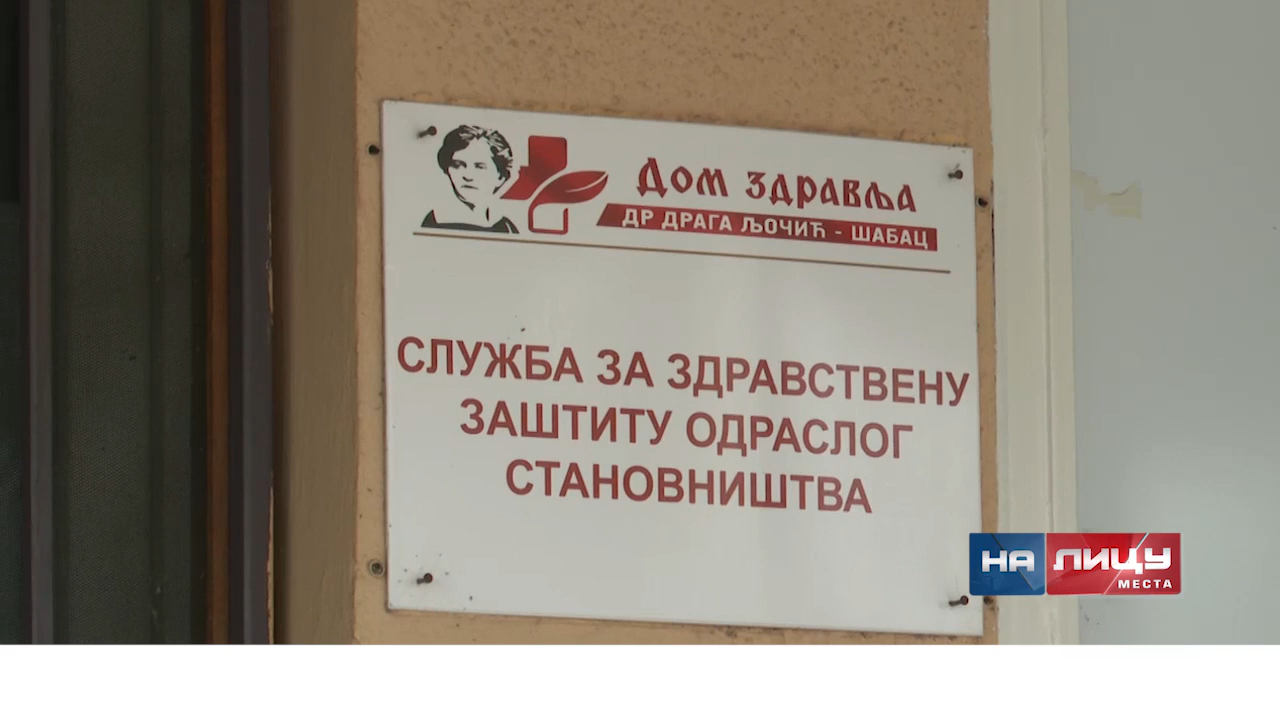 Дом здравља
ДР ДРАГА ЉОЧИЋ - ШАБАЦ
СЛУЖБА ЗА ЗДРАВСТВЕНУ
ЗАШТИТУ ОДРАСЛОГ
СТАНОВНИШТВА
НА ЛИЦУ
МЕСТА